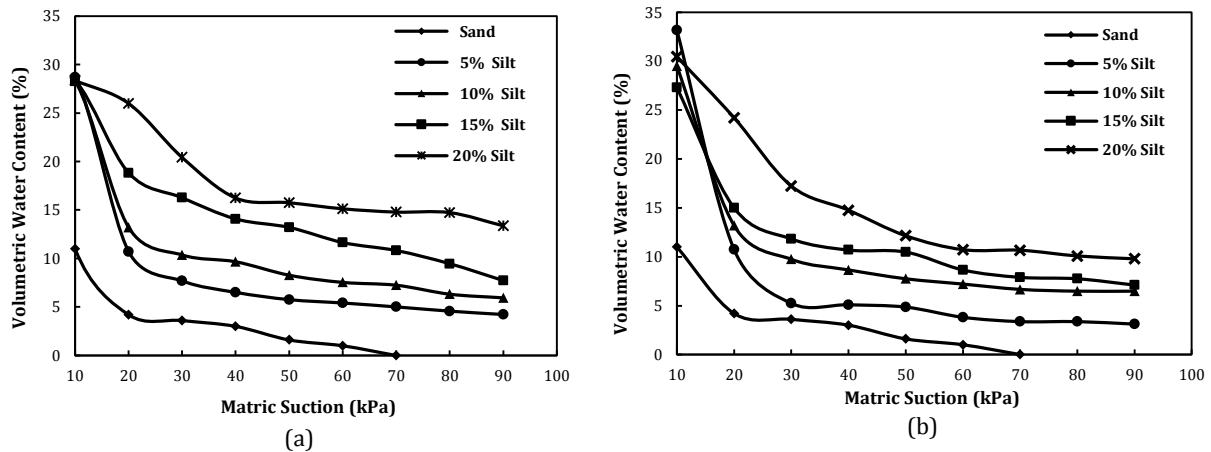 35
30
25
20
15
10
5
0
Volumetric Water Content (%)
Sand
5% Silt
10% Silt
15% Silt
20% Silt
10 20 30 40 50 60 70 80 90 100
Matric Suction (kPa)
(a)
35
30
25
20
15
10
5
0
Volumetric Water Content (%)
Sand
5% Silt
10% Silt
15% Silt
20% Silt
10 20 30 40 50 60 70 80 90 100
Matric Suction (kPa)
(b)